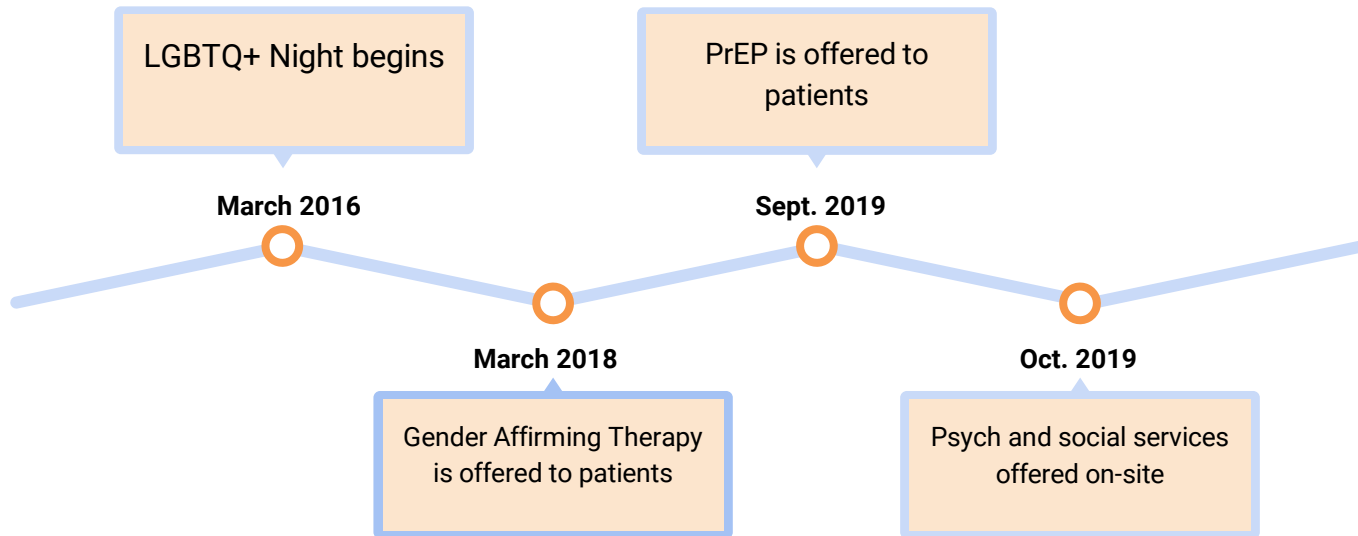 LGBTQ+ Night begins
March 2016
March 2018
Gender Affirming Therapy
is offered to patients
PrEP is offered to
patients
Sept. 2019
Oct. 2019
Psych and social services
offered on-site